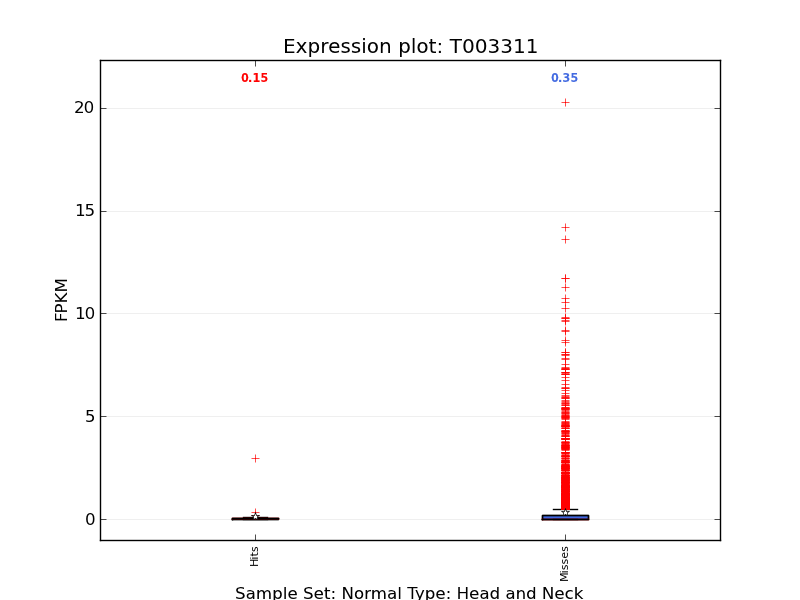 Expression plot: T003311
0.15 0.35
20
15
10
5
0
FPKM
Hits Misses
Sample Set: Normal Type: Head and Neck